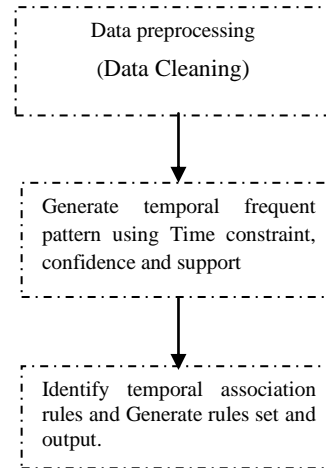 Data preprocessing
(Data Cleaning)
Generate temporal frequent
pattern using Time constraint,
confidence and support
Identify temporal association
rules and Generate rules set and
output.